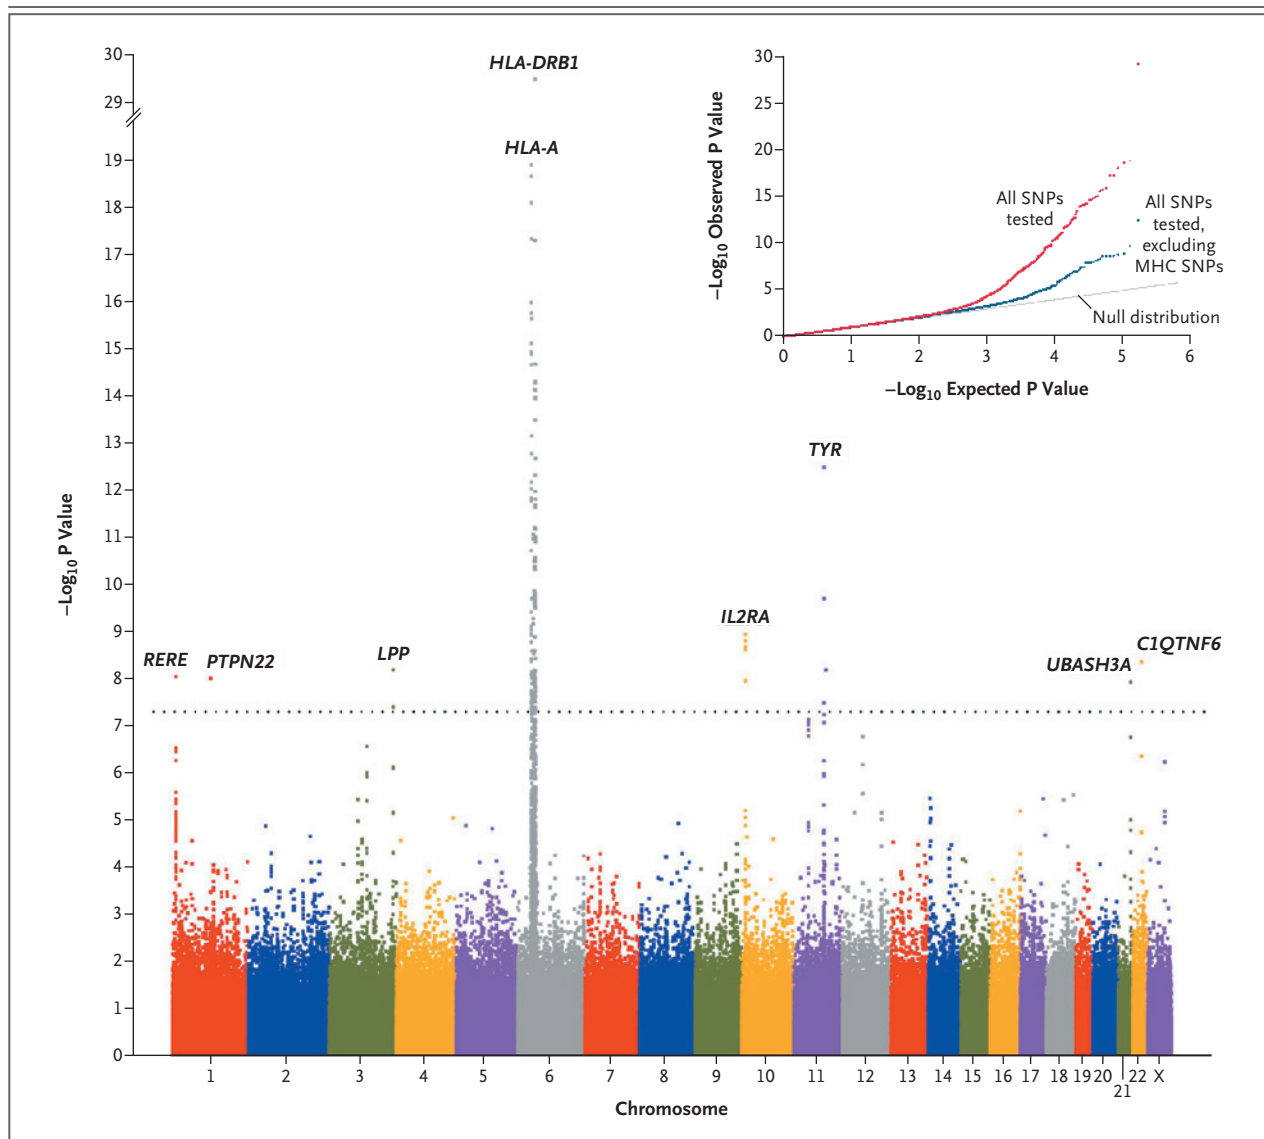 30
29
19
18
17
16
15
14
13
12
11
10
9
8
7
6
5
4
3
2
1
0
−Log10 P Value
HLA-DRB1
HLA-A
TYR
IL2RA
RERE
PTPN22
LPP
UBASH3A
C1QTNF6
1
2
3
4
5
6
7
8
9
10
11
12
13
14
15
16
17
18
19
20
21
22
X
Chromosome
30
25
20
15
10
5
0
−Log10 Observed P Value
All SNPs
tested
All SNPs
tested,
excluding
MHC SNPs
Null distribution
0
1
2
3
4
5
6
−Log10 Expected P Value